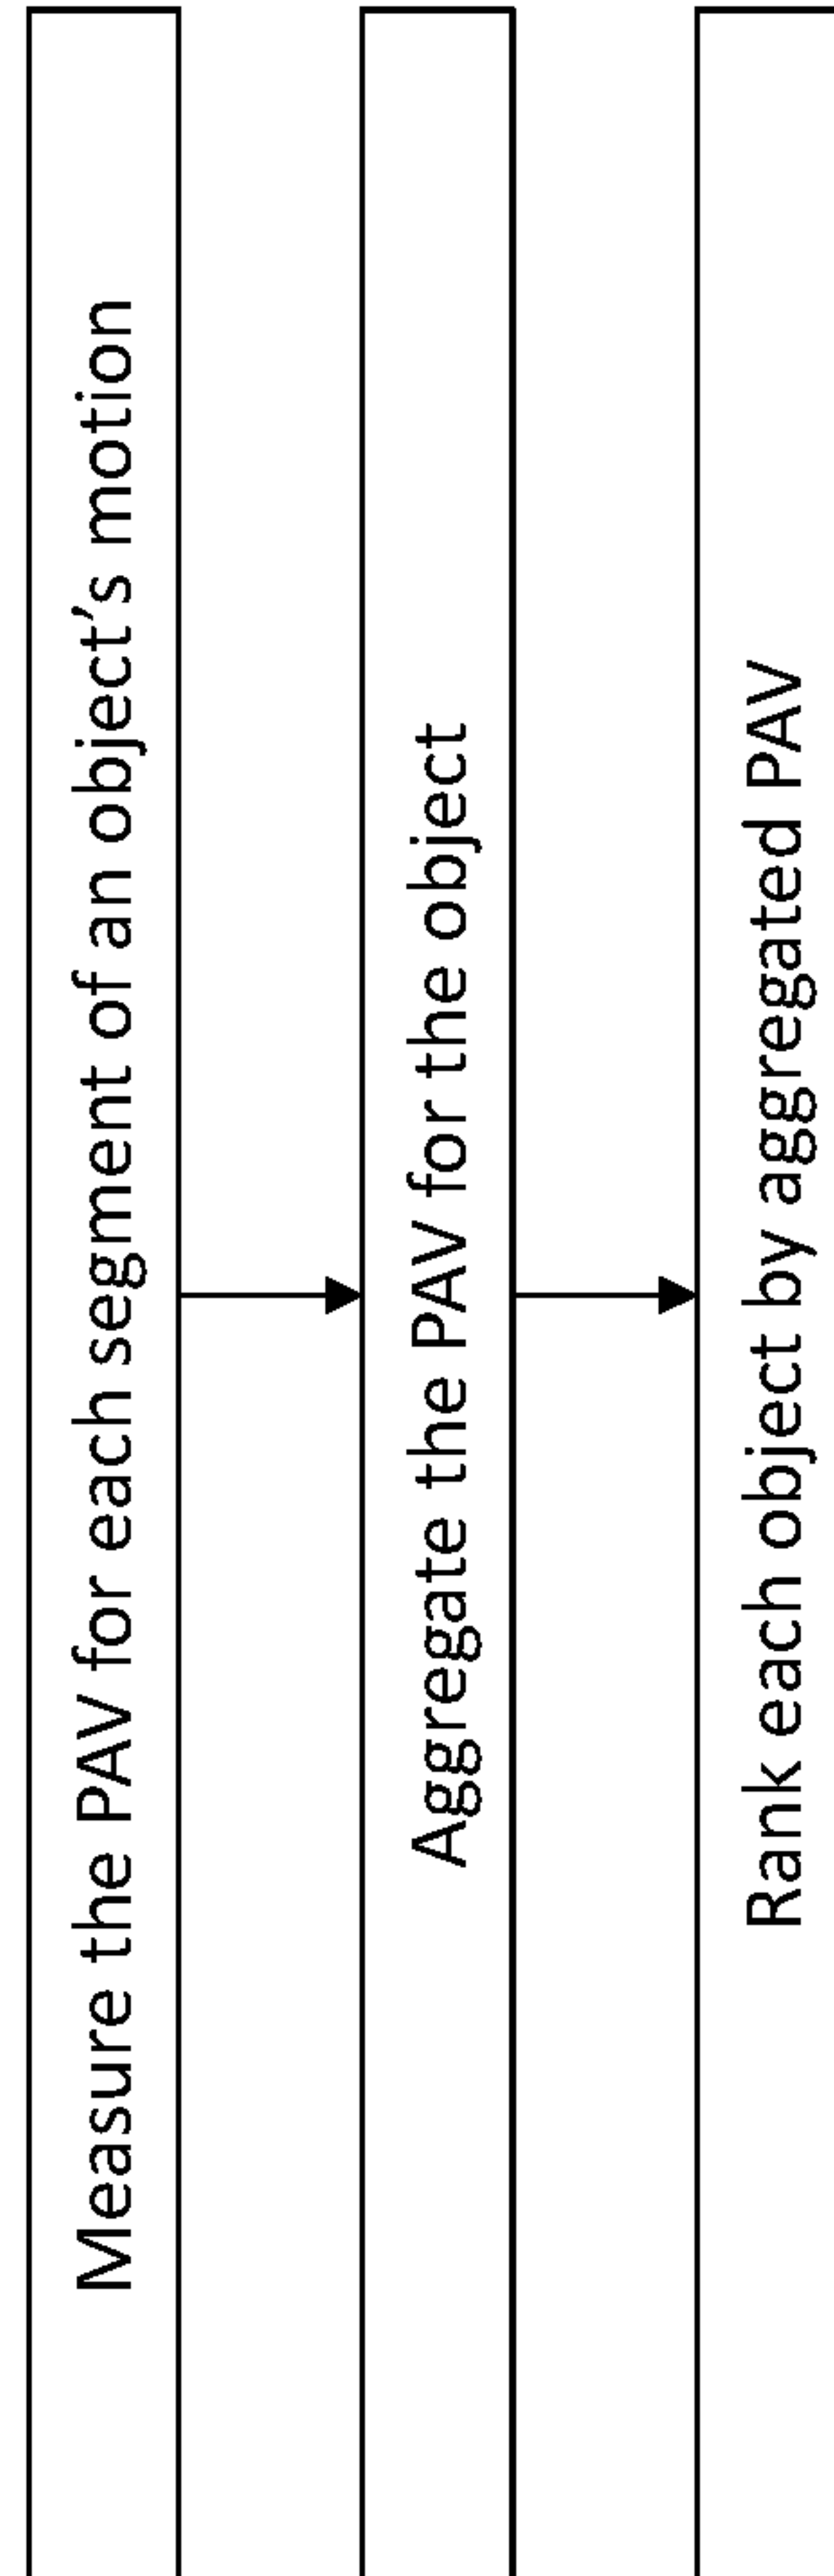 Measure the PAV for each segment of an object's motion
Aggregate the PAV for the object
Rank each object by aggregated PAV